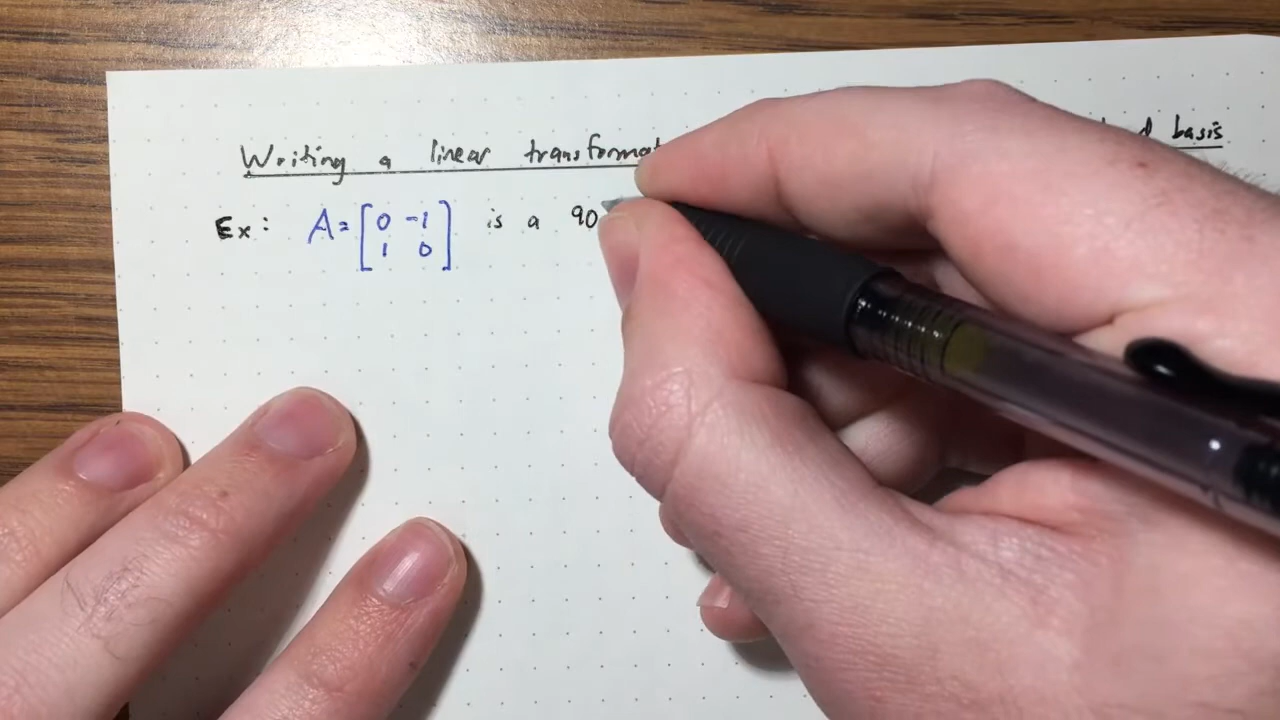 Writing a linear transformat basis
Ex: A = [0 -1] is a 90
[1 0]